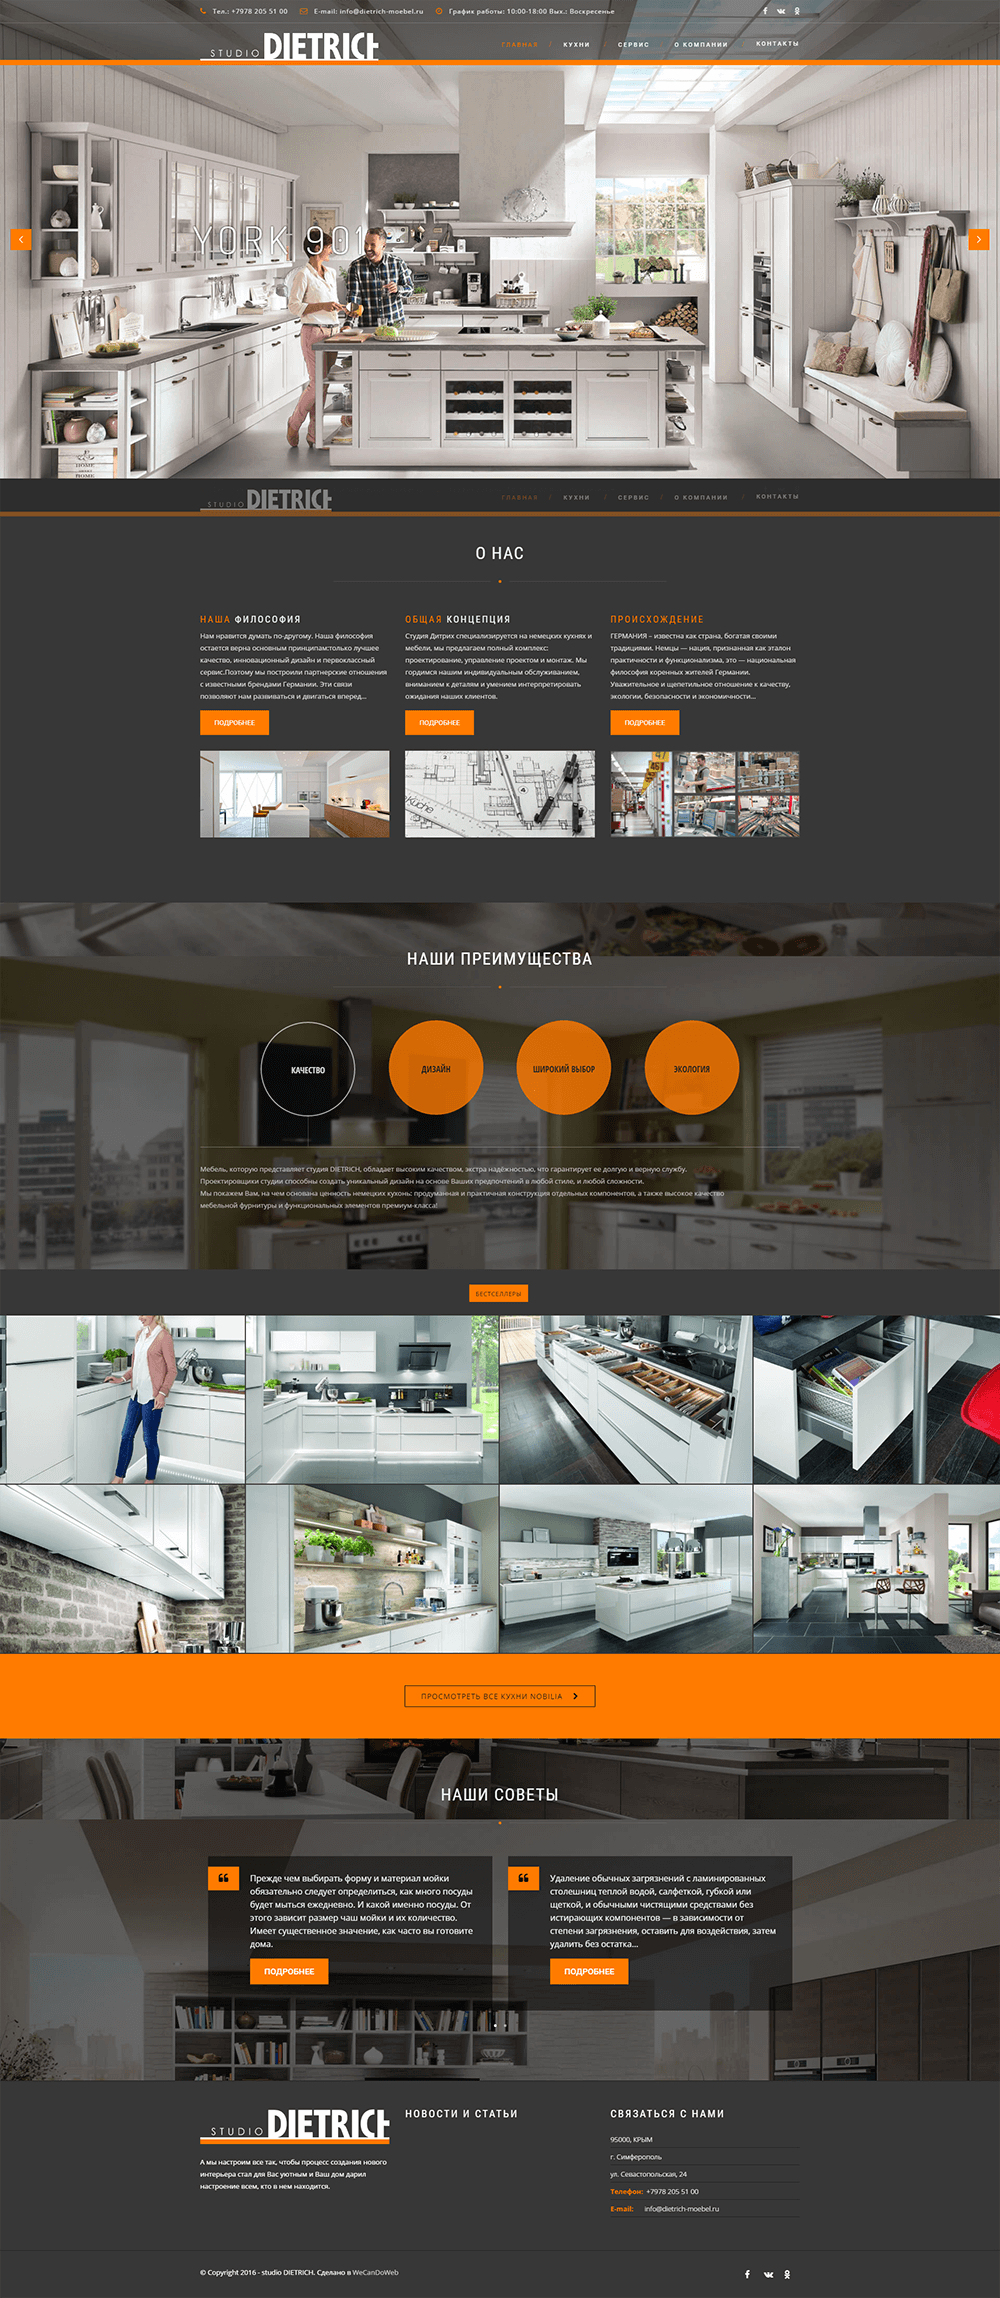 Тел.: +7978 205 51 00
E-mail: info@dietrich-moebel.ru
График работы: 10:00-18:00 Вых.: Воскресенье
STUDIO DIETRICH
ГЛАВНАЯ / КУХНИ / СЕРВИС / О КОМПАНИИ / КОНТАКТЫ
YORK 901
STUDIO DIETRICH
ГЛАВНАЯ / КУХНИ / СЕРВИС / О КОМПАНИИ / КОНТАКТЫ
О НАС
НАША ФИЛОСОФИЯ
Нам нравится думать по-другому. Наша философия
остается верна основным принципам:только лучшее
качество, инновационный дизайн и первоклассный
сервис.Поэтому мы построили партнерские отношения
с известными брендами Германии. Эти связи
позволяют нам развиваться и двигаться вперед...
ПОДРОБНЕЕ
ОБЩАЯ КОНЦЕПЦИЯ
Студия Дитрих специализируется на немецких кухнях и
мебели, мы предлагаем полный комплекс:
проектирование, управление проектом и монтаж. Мы
гордимся нашим индивидуальным обслуживанием,
вниманием к деталям и умением интерпретировать
ожидания наших клиентов.
ПОДРОБНЕЕ
Küche
ПРОИСХОЖДЕНИЕ
ГЕРМАНИЯ – известна как страна, богатая своими
традициями. Немцы — нация, признанная как эталон
практичности и функционализма, это — национальная
философия коренных жителей Германии.
Уважительное и щепетильное отношение к качеству,
экологии, безопасности и экономичности...
ПОДРОБНЕЕ
НАШИ ПРЕИМУЩЕСТВА
КАЧЕСТВО
ДИЗАЙН
ШИРОКИЙ ВЫБОР
ЭКОЛОГИЯ
Мебель, которую представляет студия DIETRICH, обладает высоким качеством, экстра надёжностью, что гарантирует ее долгую и верную службу.
Проектировщики студии способны создать уникальный дизайн на основе Ваших предпочтений в любой стиле, и любой сложности.
Мы покажем Вам, на чем основана ценность немецких кухонь: продуманная и практичная конструкция отдельных компонентов, а также высокое качество
мебельной фурнитуры и функциональных элементов премиум-класса!
БЕСТСЕЛЛЕРЫ
ПРОСМОТРЕТЬ ВСЕ КУХНИ NOBILIA
НАШИ СОВЕТЫ
Прежде чем выбирать форму и материал мойки
обязательно следует определиться, как много посуды
будет мыться ежедневно. И какой именно посуды. От
этого зависит размер чаш мойки и их количество.
Имеет существенное значение, как часто вы готовите
дома.
ПОДРОБНЕЕ
Удаление обычных загрязнений с ламинированных
столешниц теплой водой, салфеткой, губкой или
щеткой, и обычными чистящими средствами без
истирающих компонентов — в зависимости от
степени загрязнения, оставить для воздействия, затем
удалить без остатка...
ПОДРОБНЕЕ
STUDIO DIETRICH
А мы настроим все так, чтобы процесс создания нового
интерьера стал для Вас уютным и Ваш дом дарил
настроение всем, кто в нем находится.
НОВОСТИ И СТАТЬИ
СВЯЗАТЬСЯ С НАМИ
95000, КРЫМ
г. Симферополь
ул. Севастопольская, 24
Телефон: +7978 205 51 00
E-mail: info@dietrich-moebel.ru
© Copyright 2016 - studio DIETRICH. Сделано в WeCanDoWeb